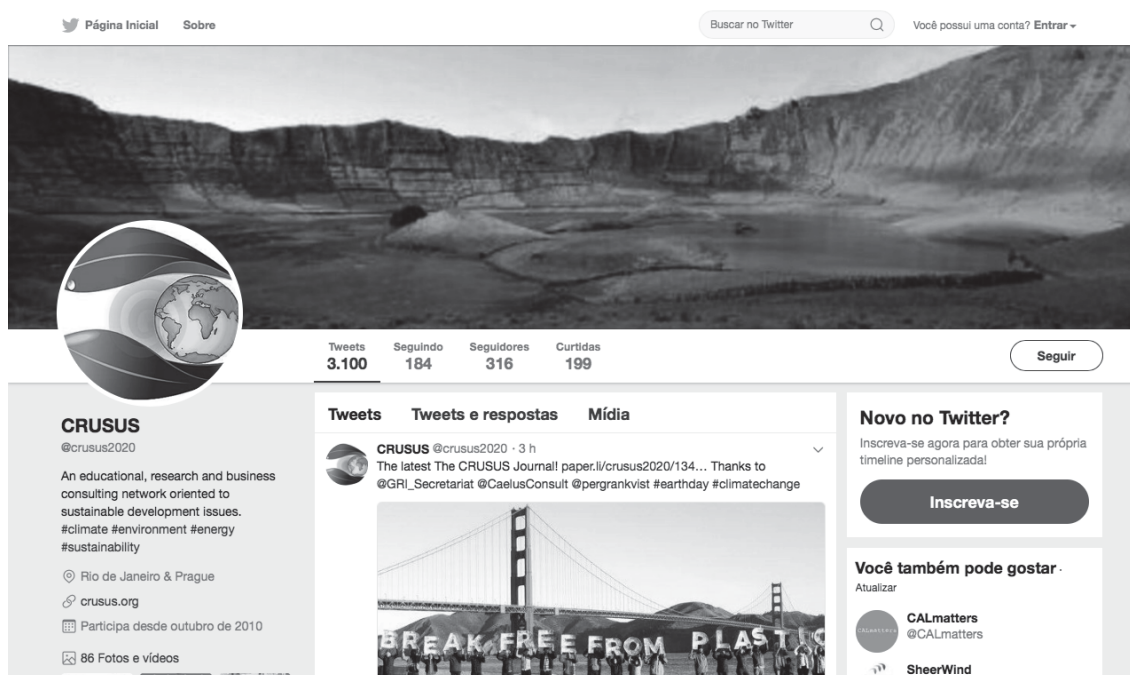 Página Inicial Sobre
Buscar no Twitter
Você possui uma conta? Entrar
Tweets Seguindo Seguidores Curtidas
3.100 184 316 199
Seguir
CRUSUS
@crusus2020
An educational, research and business
consulting network oriented to
sustainable development issues.
#climate #environment #energy
#sustainability
Rio de Janeiro & Prague
crusus.org
Participa desde outubro de 2010
86 Fotos e vídeos
Tweets Tweets e respostas Mídia
CRUSUS @crusus2020 · 3 h
The latest The CRUSUS Journal! paper.li/crusus2020/134… Thanks to
@GRI_Secretariat @CaelusConsult @pergrankvist #earthday #climatechange
BREAK FREE FROM PLASTIC
Novo no Twitter?
Inscreva-se agora para obter sua própria
timeline personalizada!
Inscreva-se
Você também pode gostar ·
Atualizar
CALmatters
CALmatters
@CALmatters
SheerWind